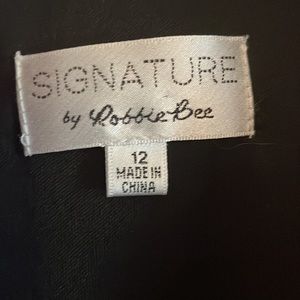 SIGNATURE
by Robbie Bee
12
MADE IN
CHINA